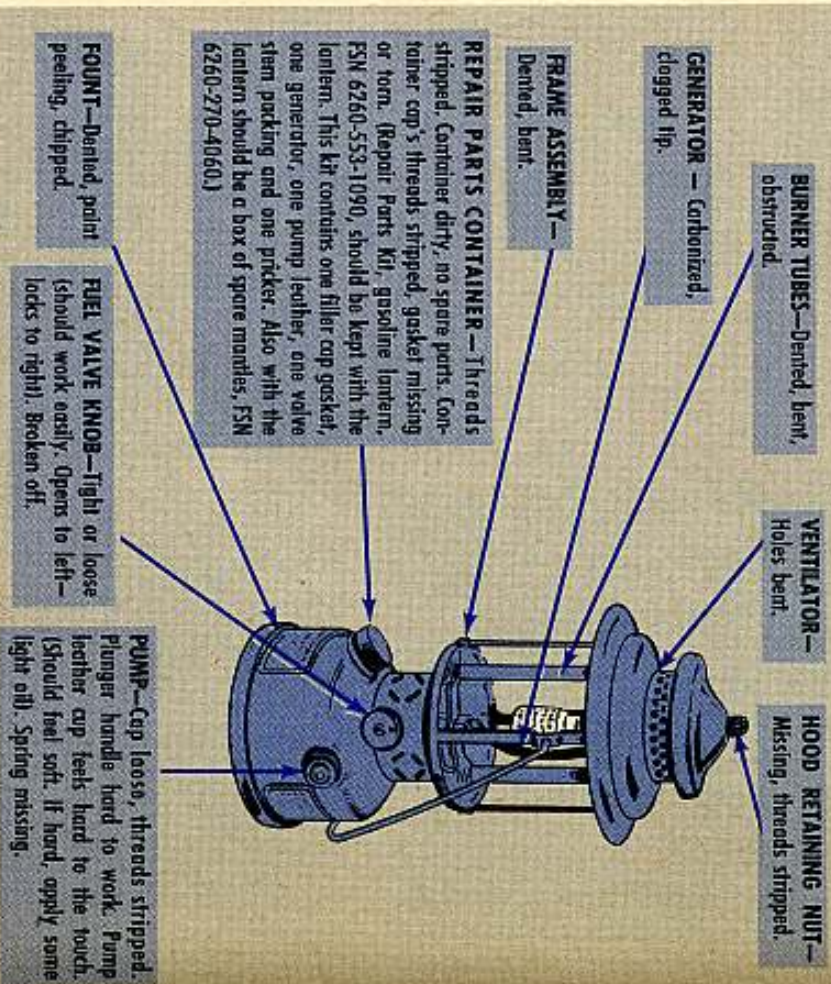 HOOD RETAINING NUT—
Missing, threads stripped.
VENTILATOR—
Holes bent.
BURNER TUBES—Dented, bent,
obstructed.
GENERATOR — Carbonized,
clogged tip.
FRAME ASSEMBLY—
Dented, bent.
REPAIR PARTS CONTAINER—Threads
stripped. Container dirty, no spare parts. Con-
tainer cap's threads stripped, gasket missing
or torn. (Repair Parts Kit, gasoline lantern,
FSN 6260-553-1090, should be kept with the
lantern. This kit contains one filler cap gasket,
one generator, one pump leather, one valve
stem packing and one pricker. Also with the
lantern should be a box of spare mantles, FSN
6260-270-4060.)
FOUNT—Dented, paint
peeling, chipped.
FUEL VALVE KNOB—Tight or loose
(should work easily. Opens to left—
locks to right). Broken off.
PUMP—Cap loose, threads stripped.
Plunger handle hard to work. Pump
leather cap feels hard to the touch.
(Should feel soft. If hard, apply some
light oil). Spring missing.